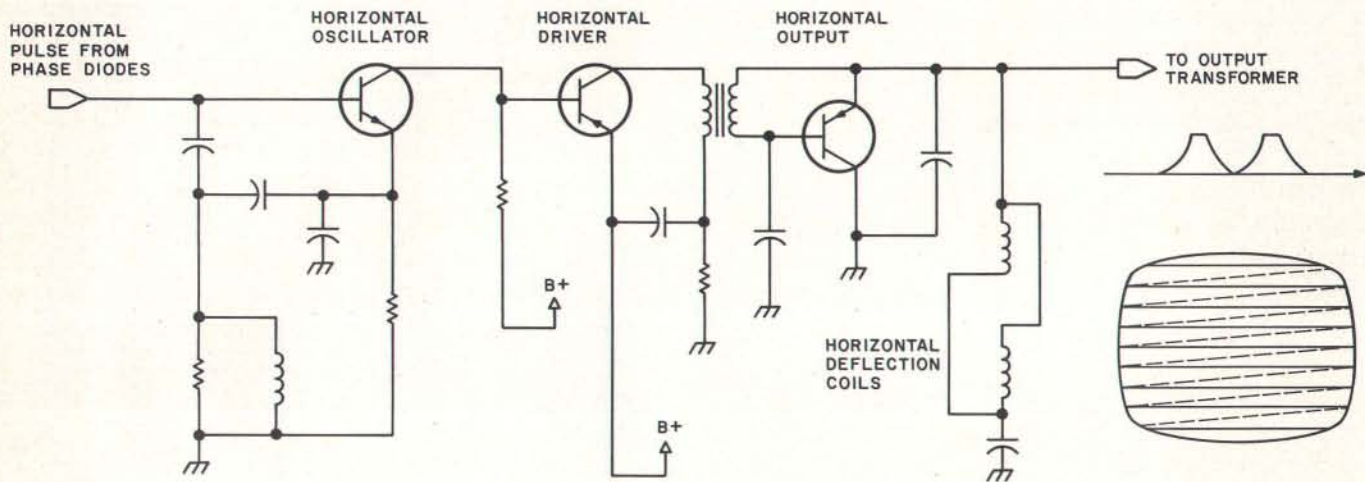 HORIZONTAL
PULSE FROM
PHASE DIODES
HORIZONTAL
OSCILLATOR
HORIZONTAL
DRIVER
HORIZONTAL
OUTPUT
TO OUTPUT
TRANSFORMER
B+
B+
HORIZONTAL
DEFLECTION
COILS